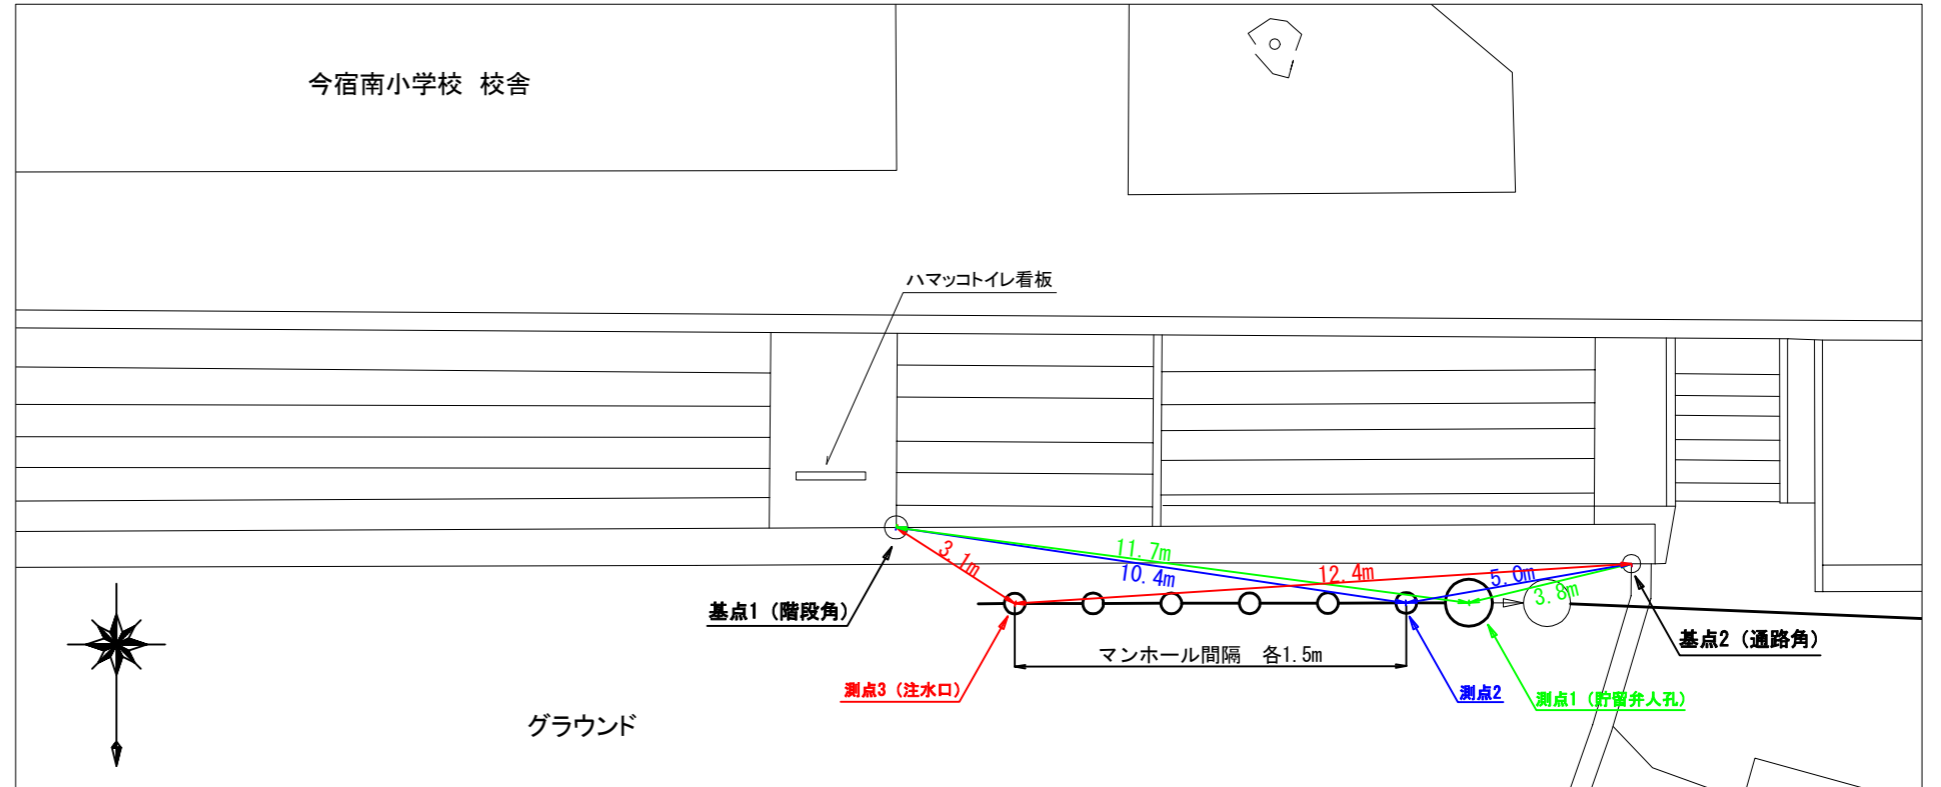 今宿南小学校 校舎
ハマッコトイレ看板
11.7m
3.1m
10.4m
12.4m
5.0m
3.8m
基点1（階段角）
基点2（通路角）
マンホール間隔 各1.5m
測点3（注水口）
測点2
測点1（貯留弁人孔）
グラウンド